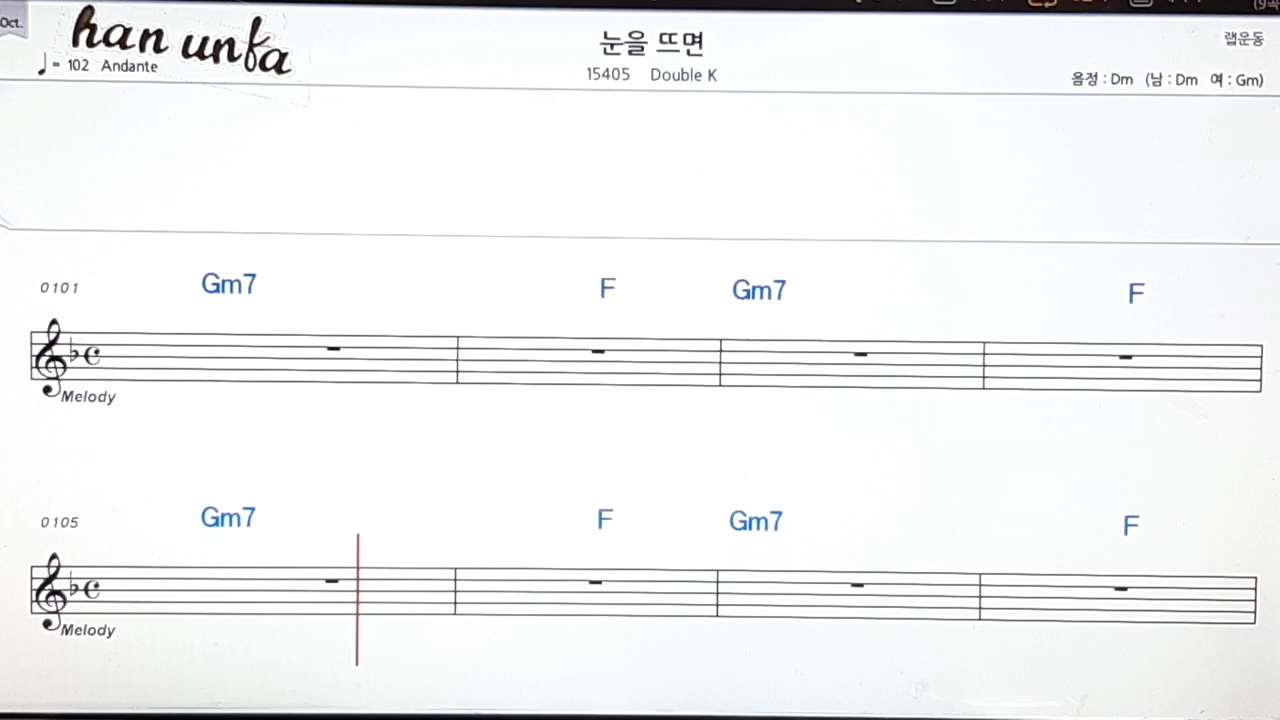 Oct.
han unfa
♩ = 102 Andante
눈을 뜨면
15405 Double K
랩운동
음정 : Dm (남 : Dm 여 : Gm)
0101 Gm7 F Gm7 F
Melody
0105 Gm7 F Gm7 F
Melody